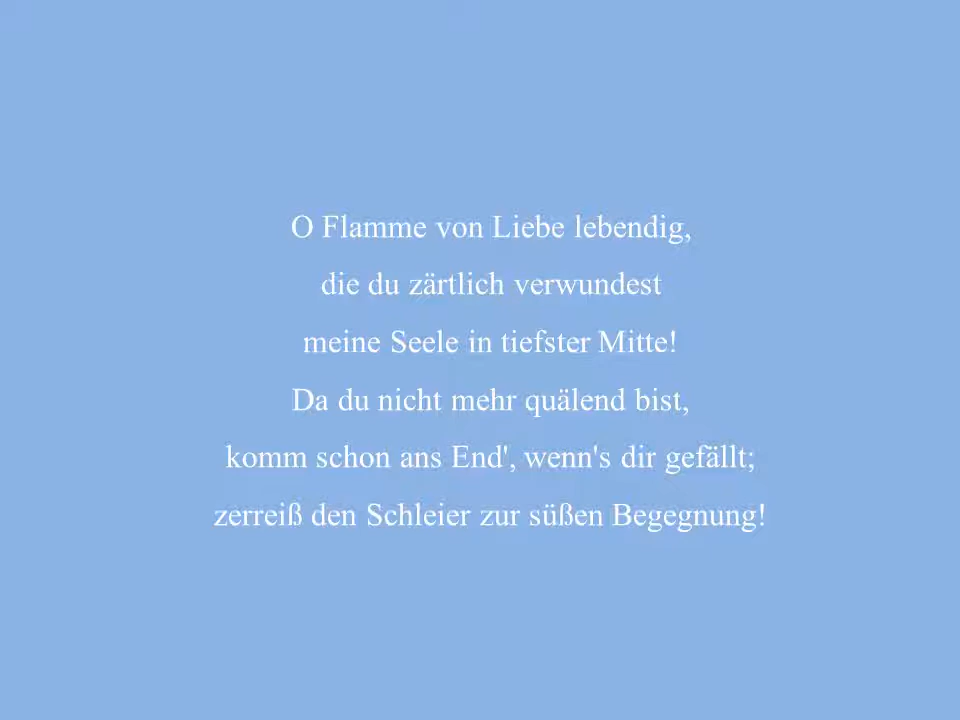 O Flamme von Liebe lebendig,
die du zärtlich verwundest
meine Seele in tiefster Mitte!
Da du nicht mehr quälend bist,
komm schon ans End', wenn's dir gefällt;
zerreiß den Schleier zur süßen Begegnung!